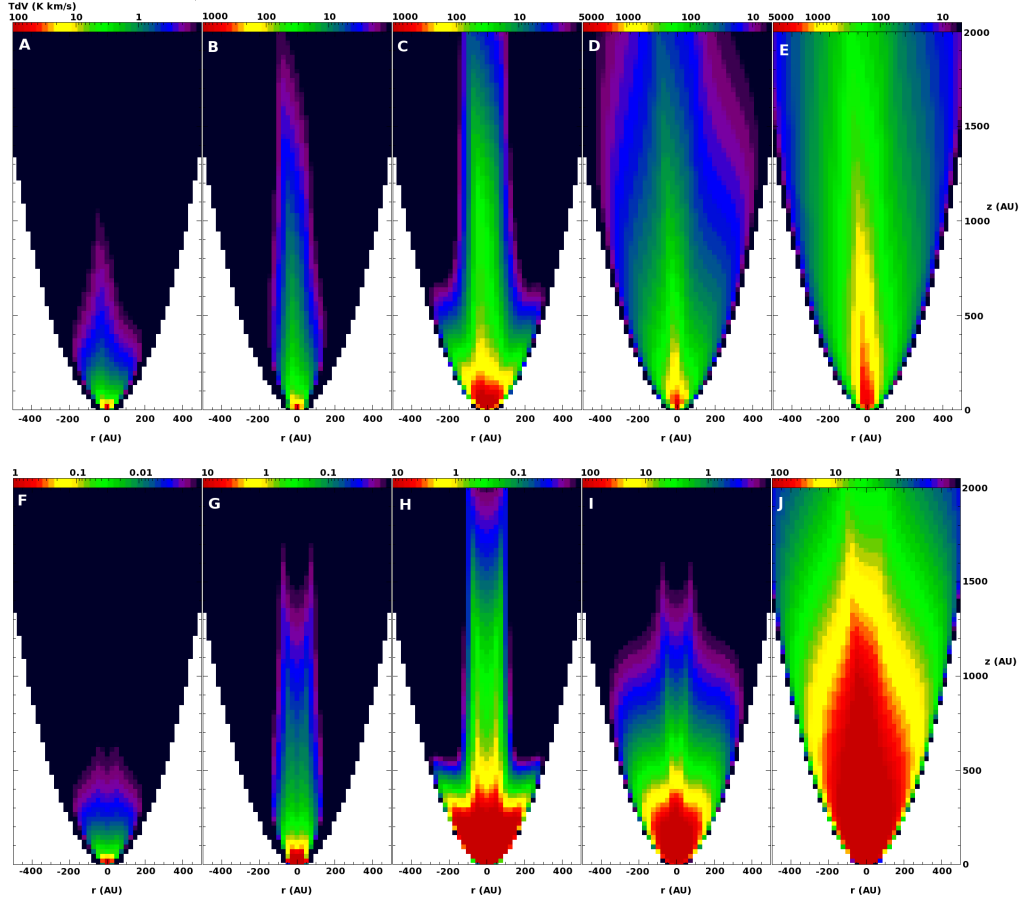 TdV (K km/s)
100 10 1 1000 100 10 1000 100 10 5000 1000 100 5000 1000 100 10
A B C D E
2000
1500
z (AU)
1000
500
0
-400 -200 0 200 400 -400 -200 0 200 400 -400 -200 0 200 400 -400 -200 0 200 400 -400 -200 0 200 400
r (AU) r (AU) r (AU) r (AU) r (AU)
1 0.1 0.01 10 1 0.1 10 1 0.1 100 10 1 100 10 1
F G H I J
2000
1500
1000
z (AU)
500
0
-400 -200 0 200 400 -400 -200 0 200 400 -400 -200 0 200 400 -400 -200 0 200 400 -400 -200 0 200 400
r (AU) r (AU) r (AU) r (AU) r (AU)